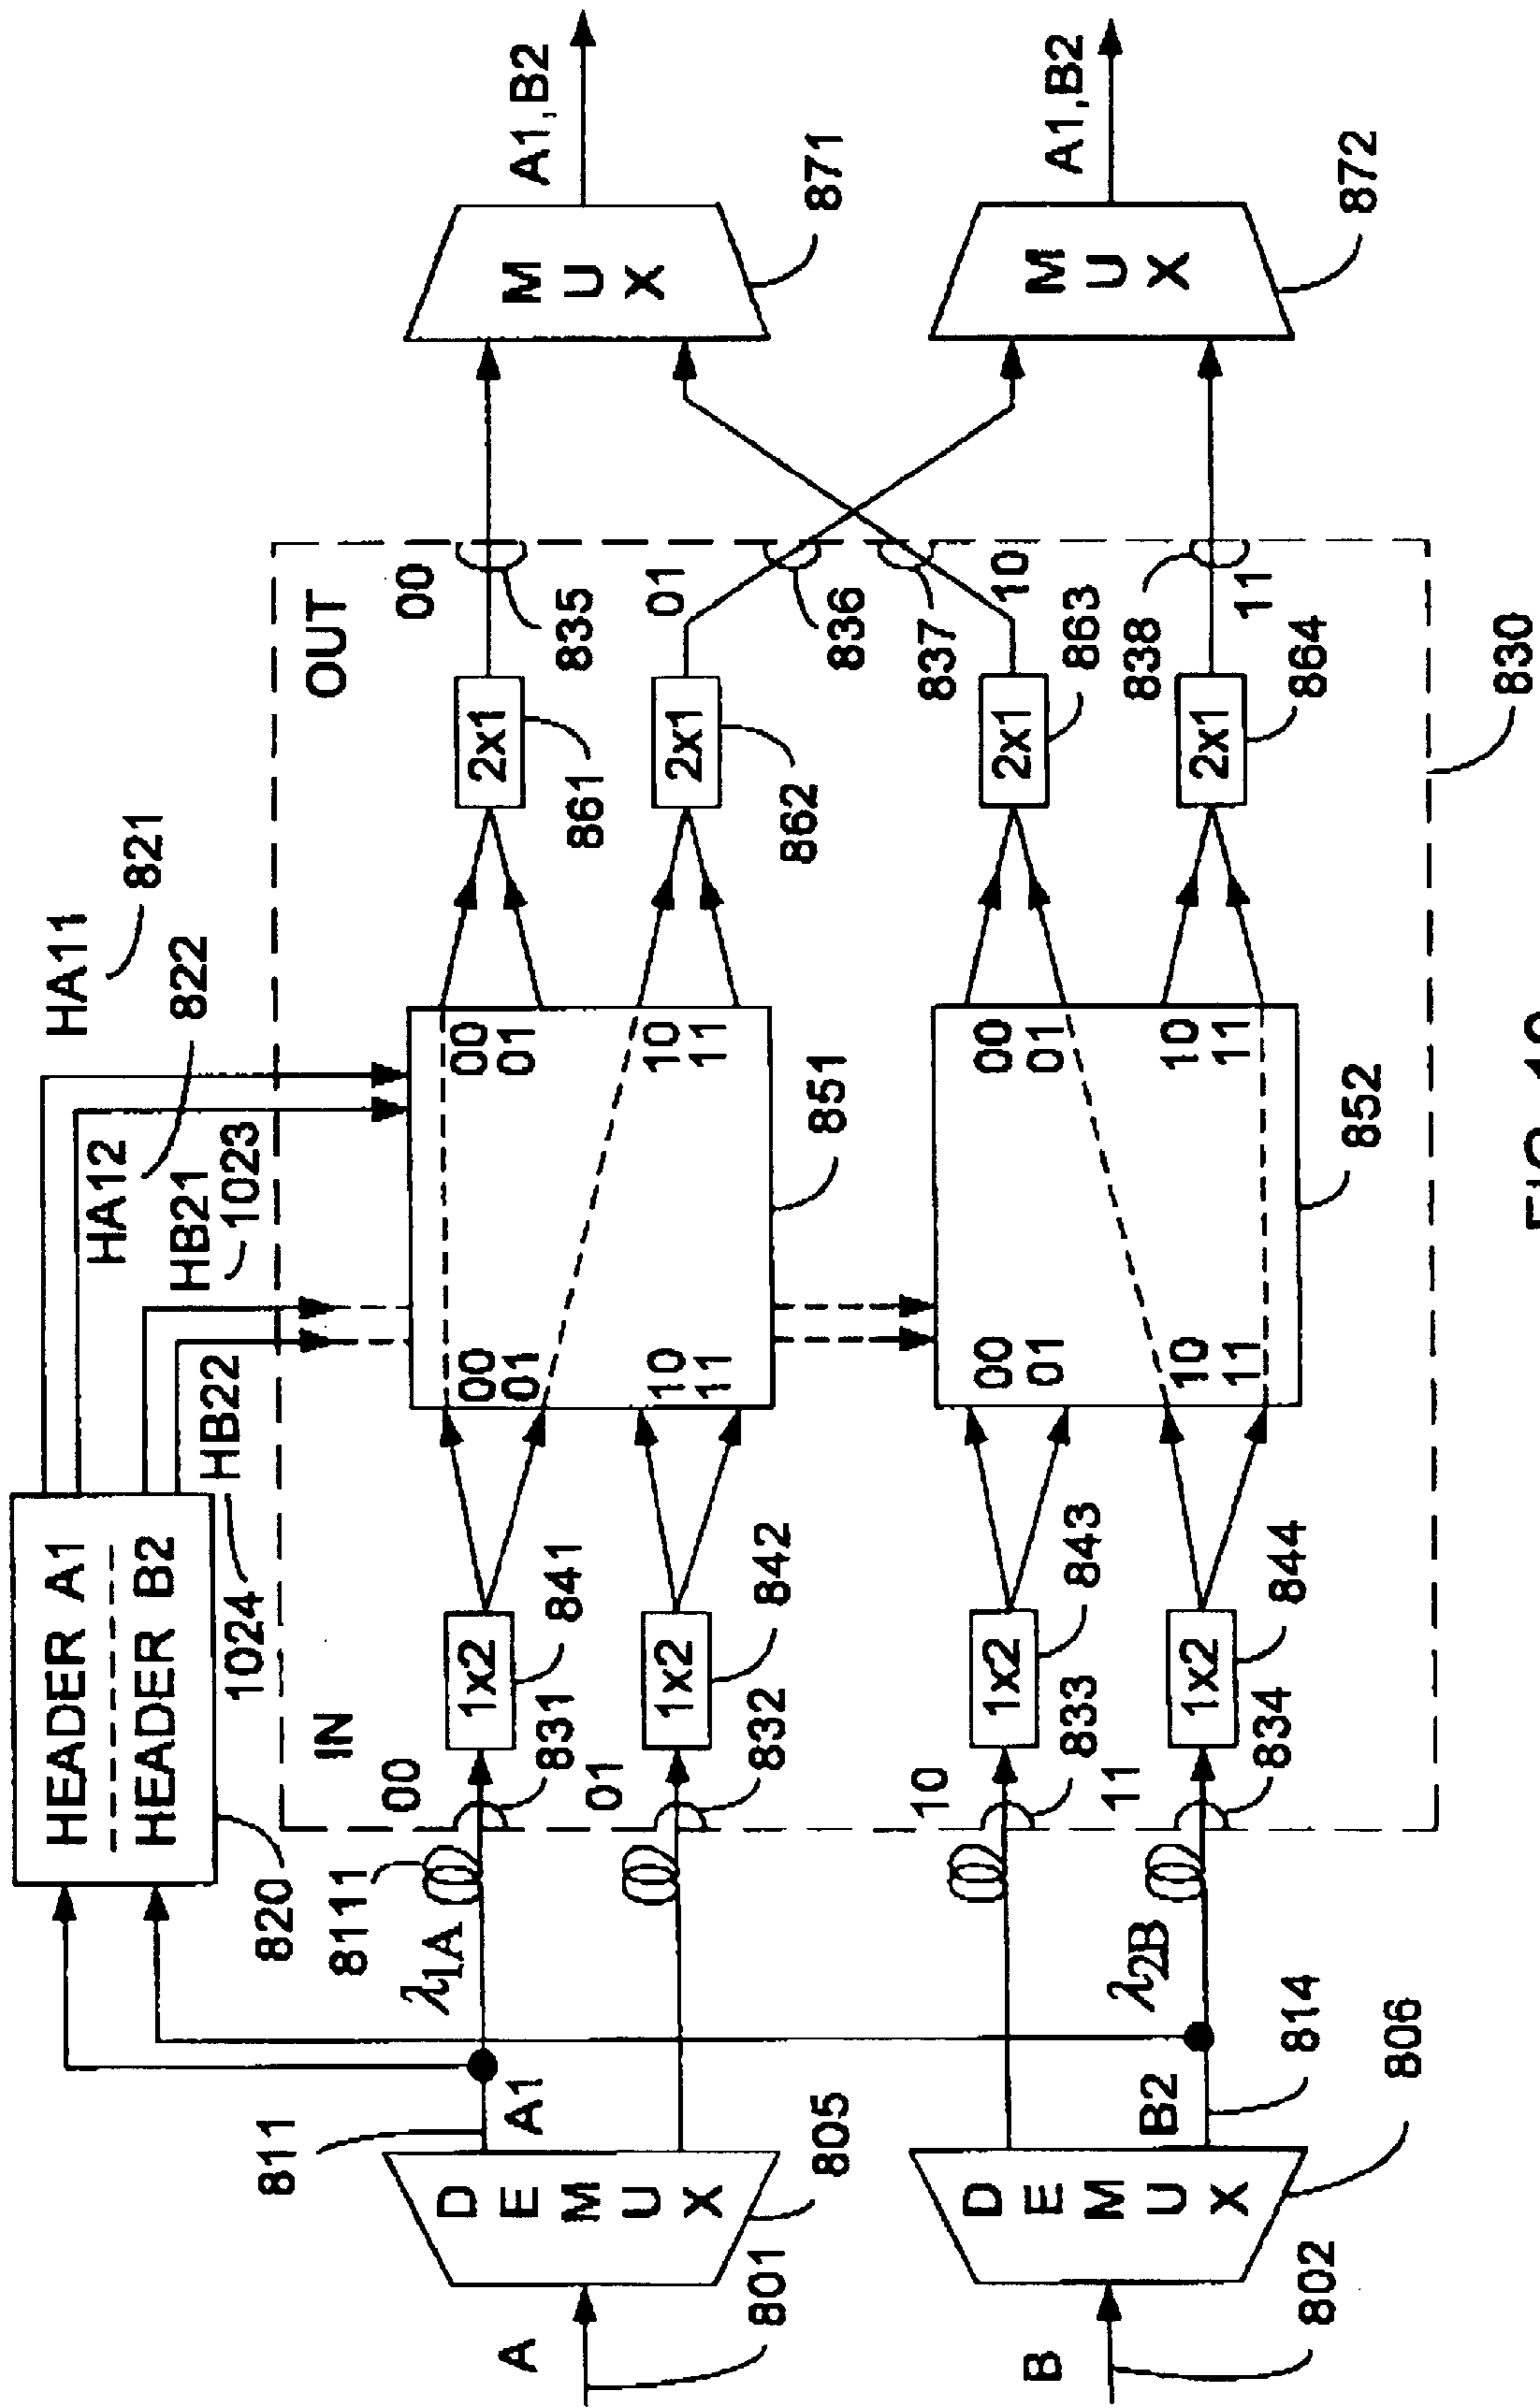 HEADER A1
HEADER B2
820
HA11
821
HA12
822
HB21
1023
HB22
1024
IN
OUT
A
801
DEMUX
805
811
A1
λ1A
8111
00
831
1x2
841
01
832
1x2
842
00
01
10
11
00
01
10
11
851
2x1
861
00
835
2x1
862
01
836
MUX
871
A1,B2
B
802
DEMUX
806
B2
814
λ2B
10
833
1x2
843
11
834
1x2
844
00
01
10
11
00
01
10
11
852
837
10
2x1
863
838
11
2x1
864
MUX
872
A1,B2
830